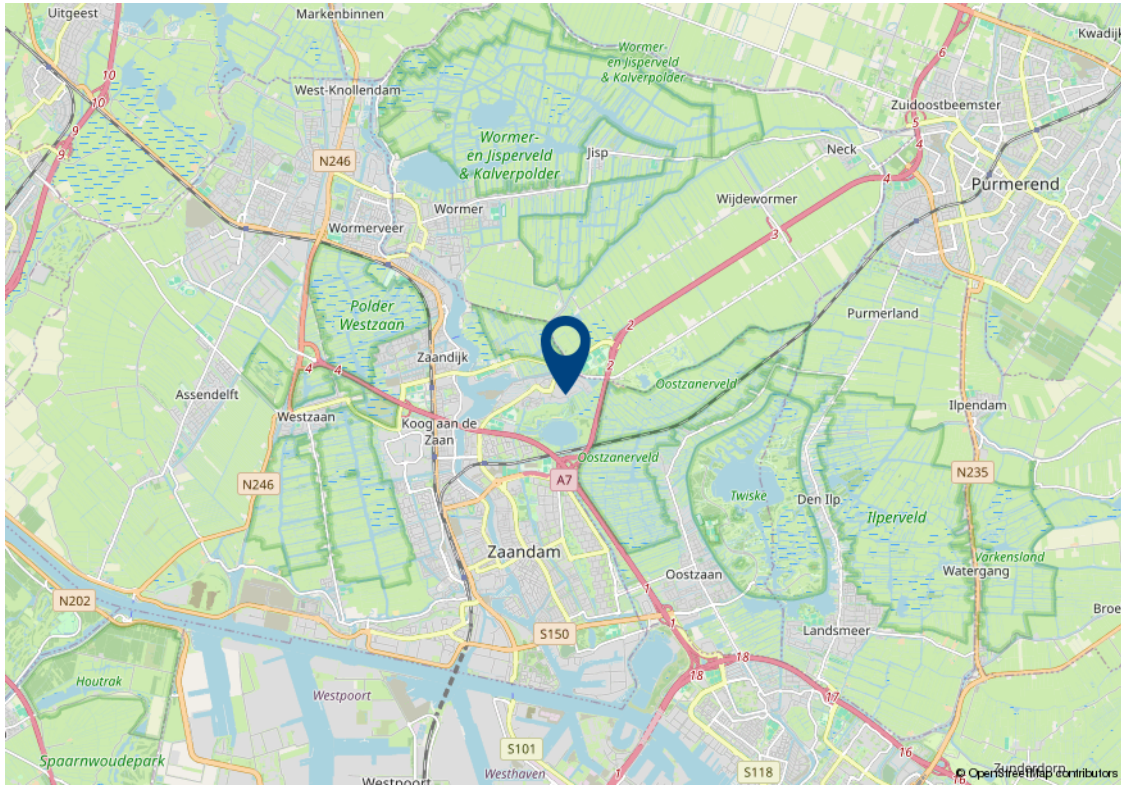 Uitgeest
Markenbinnen
Kwadijk
10
6
Wormer-
en Jisperveld
& Kalverpolder
West-Knollendam
10
Zuidoostbeemster
5
9
9
N246
Wormer-
en Jisperveld
& Kalverpolder
Jisp
Neck
4
4
Purmerend
Wormer
Wijdewormer
Wormerveer
3
Polder
Westzaan
2
Purmerland
Zaandijk
2
4
4
Oostzanerveld
Assendelft
Westzaan
Koog aan de
Zaan
Ilpendam
Oostzanerveld
N246
A7
N235
Twiske
Den Ilp
Ilperveld
Zaandam
Varkensland
Watergang
Oostzaan
1
N202
Broe
1
S150
Landsmeer
18
18
Houtrak
Westpoort
17
S101
16
Spaarnwoudepark
Westhaven
1
S118
Zunderdorp
16
Westpoort
© OpenStreetMap contributors